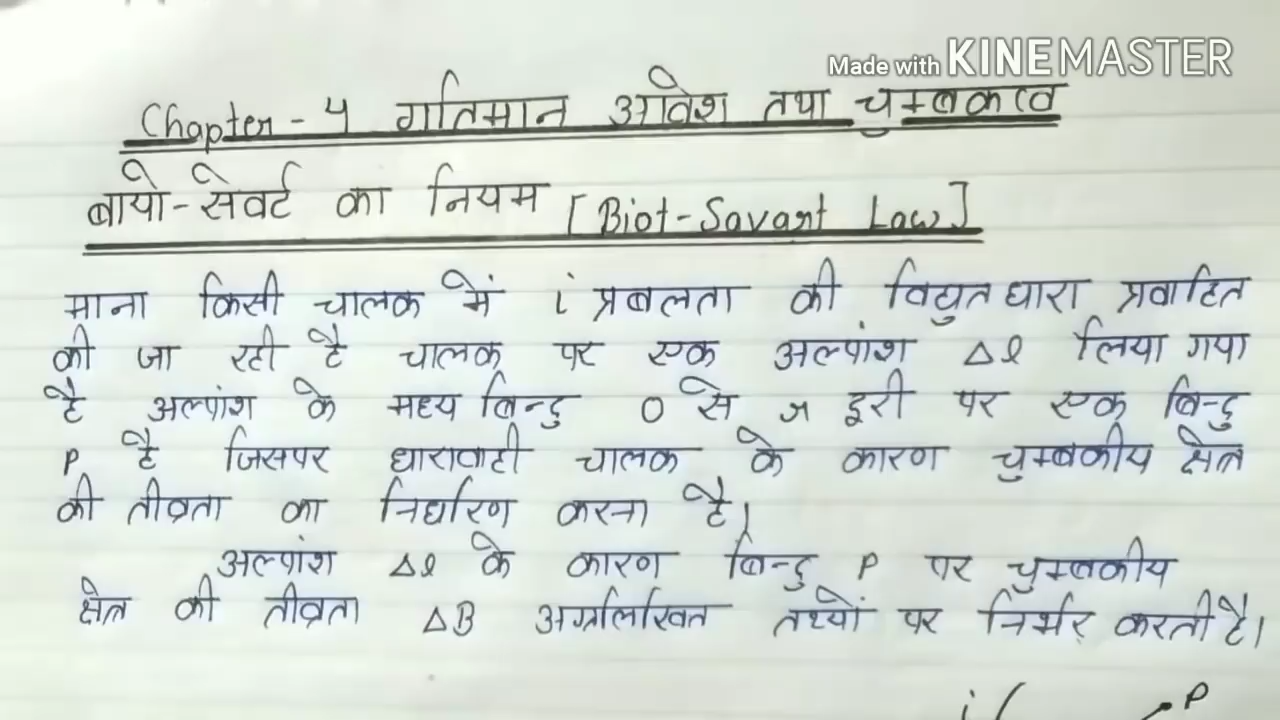 Made with KINEMASTER
Chapter - 4 गतिमान आवेश तथा चुम्बकत्व
बायो-सेवर्ट का नियम [Biot-Savart Law]
माना किसी चालक में i प्रबलता की विद्युत धारा प्रवाहित
की जा रही है चालक पर एक अल्पांश Δl लिया गया
है अल्पांश के मध्य बिन्दु O से r दूरी पर एक बिन्दु
P है जिसपर धारावाही चालक के कारण चुम्बकीय क्षेत्र
की तीव्रता का निर्धारण करना है।
अल्पांश Δl के कारण बिन्दु P पर चुम्बकीय
क्षेत्र की तीव्रता ΔB अग्रलिखित तथ्यों पर निर्भर करती है।
i P